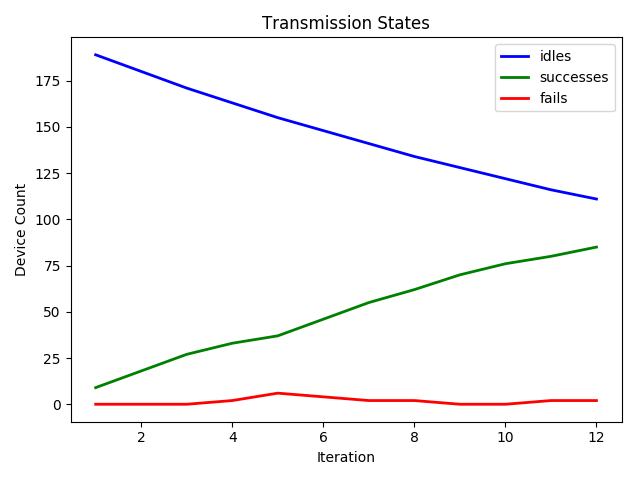 Transmission States
idles
successes
fails
Device Count
175
150
125
100
75
50
25
0
2 4 6 8 10 12
Iteration